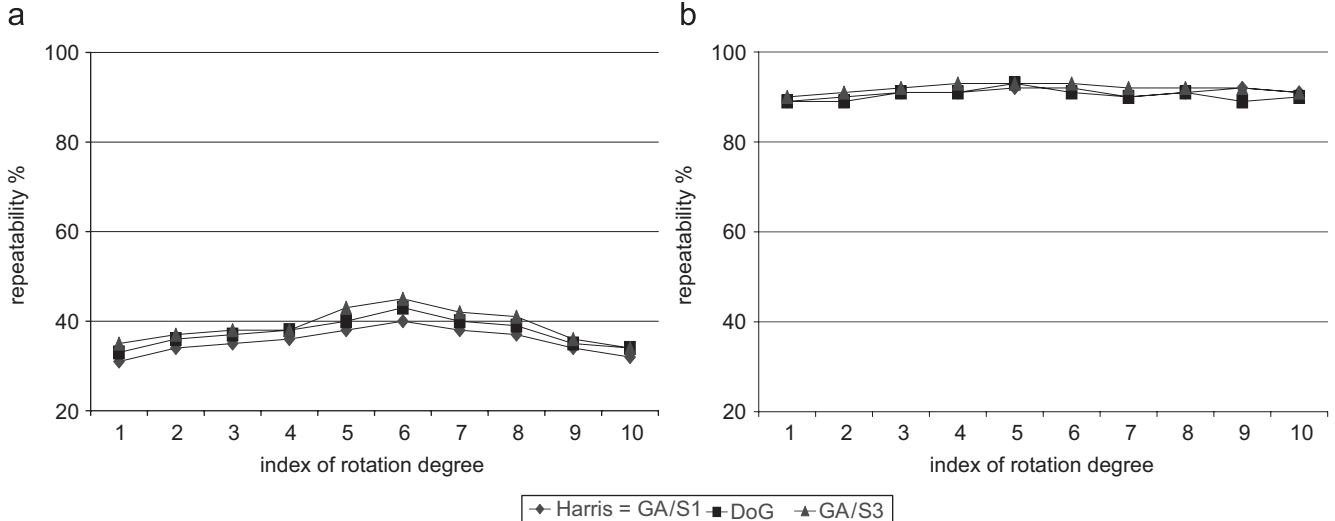 a
100
80
60
40
20
repeatability %
1 2 3 4 5 6 7 8 9 10
index of rotation degree
b
100
80
60
40
20
repeatability %
1 2 3 4 5 6 7 8 9 10
index of rotation degree
Harris = GA/S1 DoG GA/S3